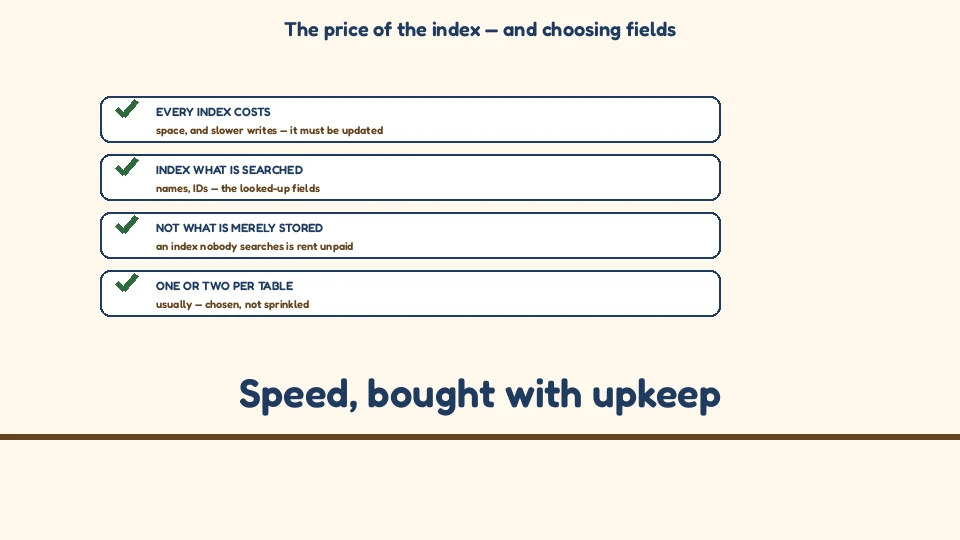 The price of the index — and choosing fields
EVERY INDEX COSTS
space, and slower writes — it must be updated
INDEX WHAT IS SEARCHED
names, IDs — the looked-up fields
NOT WHAT IS MERELY STORED
an index nobody searches is rent unpaid
ONE OR TWO PER TABLE
usually — chosen, not sprinkled
Speed, bought with upkeep